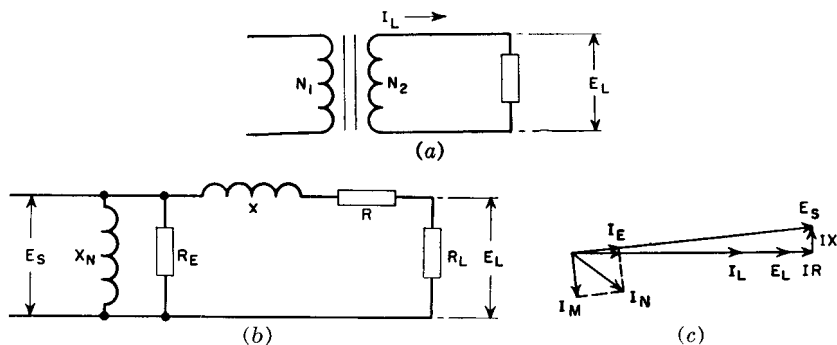 I_L
N_1 N_2 E_L
(a)
E_S X_N R_E X R R_L E_L
(b)
I_E E_S
IX
I_L E_L IR
I_M I_N
(c)